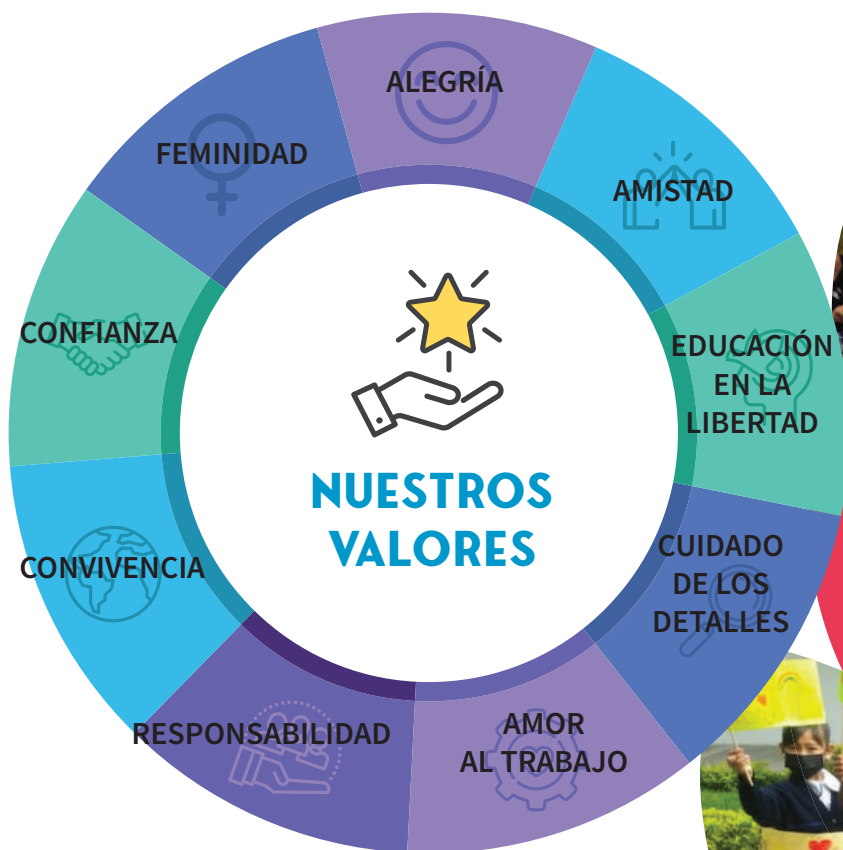 ALEGRÍA
AMISTAD
EDUCACIÓN
EN LA
LIBERTAD
CUIDADO
DE LOS
DETALLES
AMOR
AL TRABAJO
RESPONSABILIDAD
CONVIVENCIA
CONFIANZA
FEMINIDAD
NUESTROS
VALORES